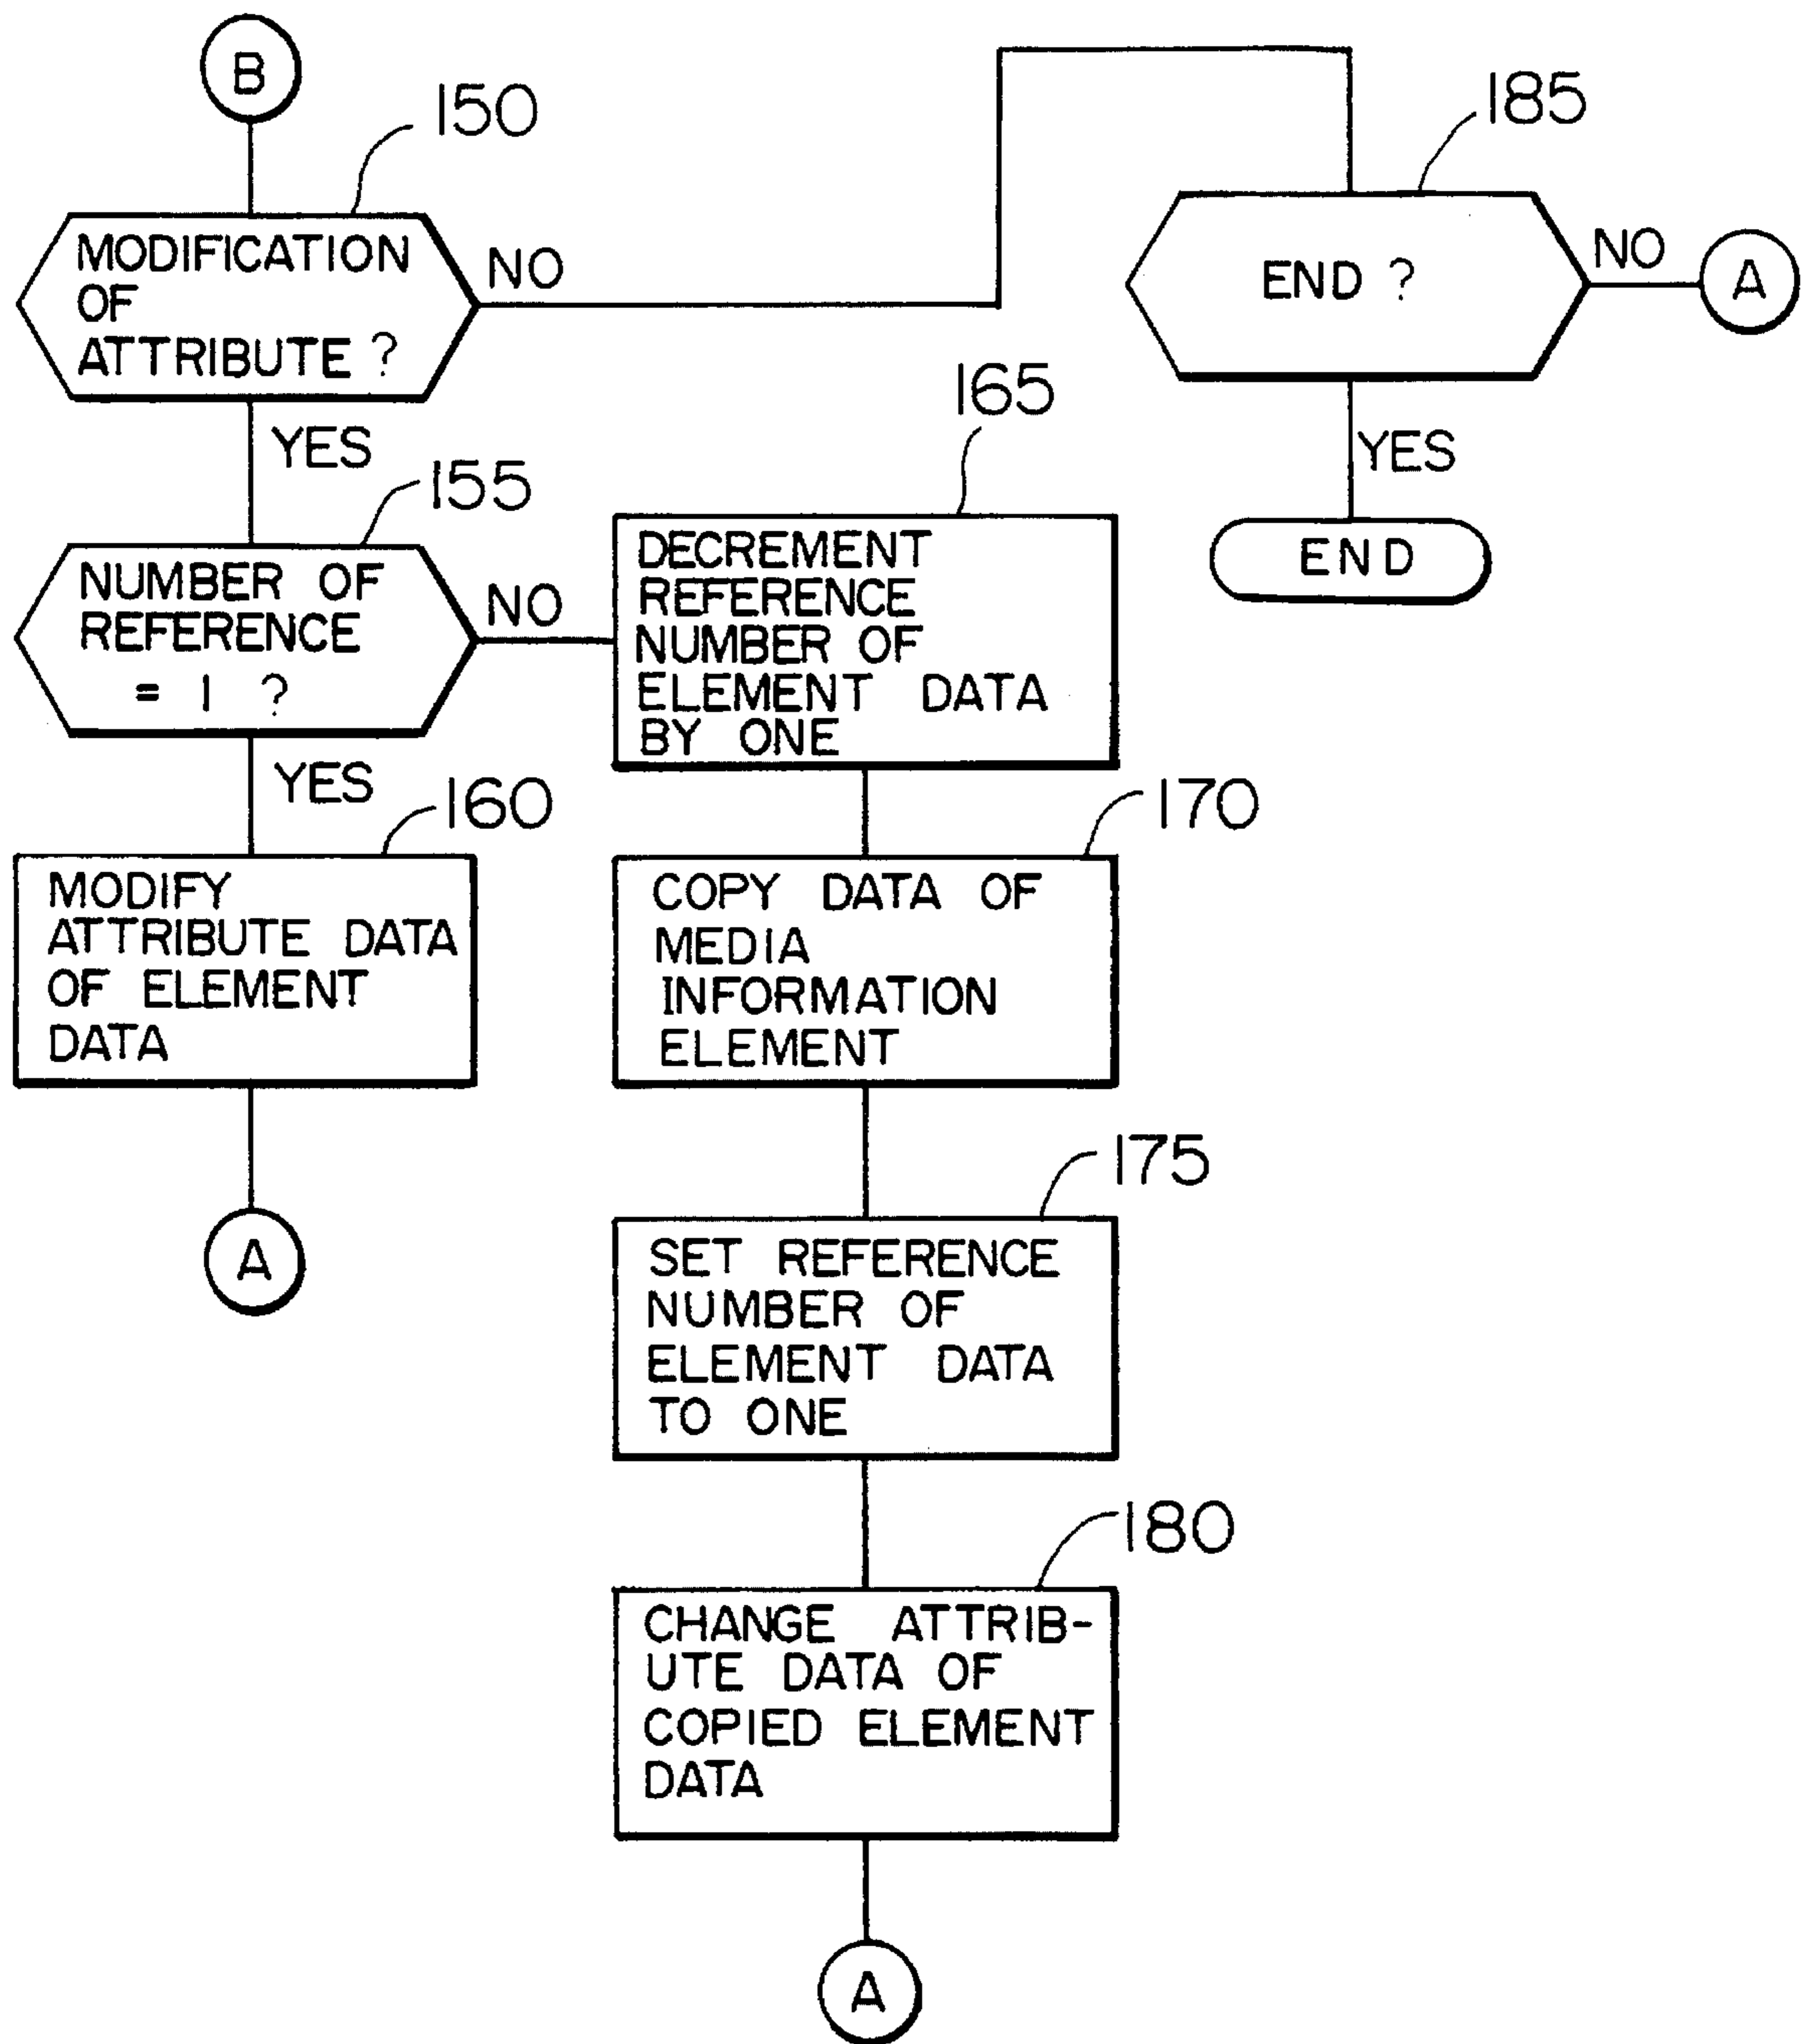 B
150
MODIFICATION
OF
ATTRIBUTE ?
NO
YES
185
END ?
NO
A
YES
END
155
NUMBER OF
REFERENCE
= 1 ?
NO
YES
165
DECREMENT
REFERENCE
NUMBER OF
ELEMENT DATA
BY ONE
160
MODIFY
ATTRIBUTE DATA
OF ELEMENT
DATA
A
170
COPY DATA OF
MEDIA
INFORMATION
ELEMENT
175
SET REFERENCE
NUMBER OF
ELEMENT DATA
TO ONE
180
CHANGE ATTRIB-
UTE DATA OF
COPIED ELEMENT
DATA
A